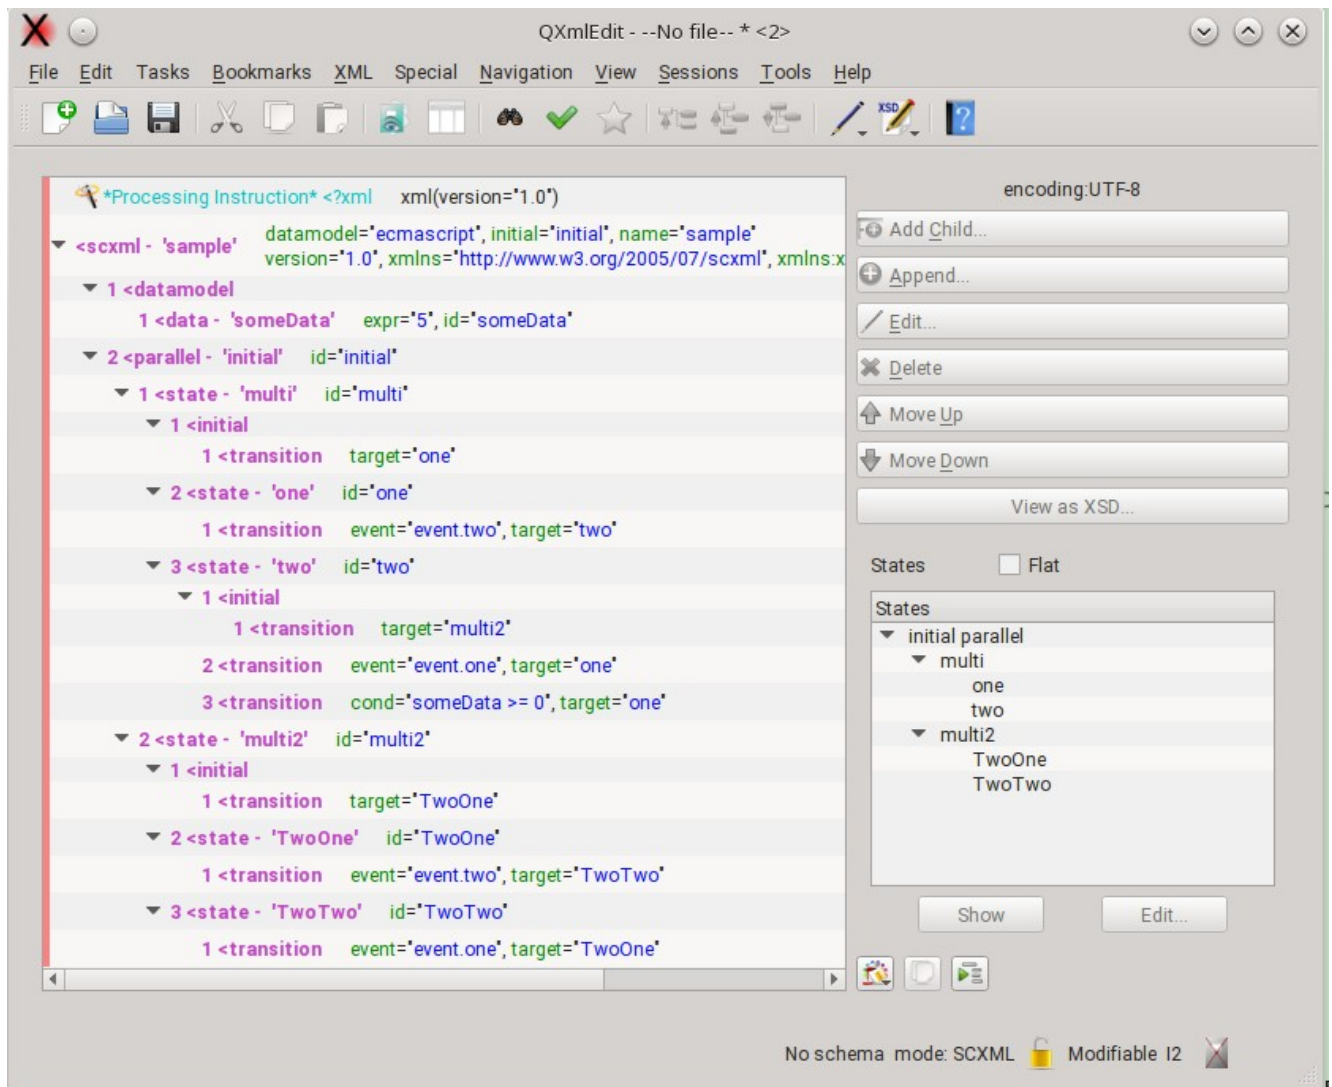 QXmlEdit - --No file-- * <2>
File Edit Tasks Bookmarks XML Special Navigation View Sessions Tools Help
XSD
*Processing Instruction* <?xml xml(version="1.0")
<scxml - 'sample' datamodel="ecmascript", initial="initial", name="sample"
version="1.0", xmlns="http://www.w3.org/2005/07/scxml", xmlns:x
1 <datamodel
1 <data - 'someData' expr="5", id="someData"
2 <parallel - 'initial' id="initial"
1 <state - 'multi' id="multi"
1 <initial
1 <transition target="one"
2 <state - 'one' id="one"
1 <transition event="event.two", target="two"
3 <state - 'two' id="two"
1 <initial
1 <transition target="multi2"
2 <transition event="event.one", target="one"
3 <transition cond="someData >= 0", target="one"
2 <state - 'multi2' id="multi2"
1 <initial
1 <transition target="TwoOne"
2 <state - 'TwoOne' id="TwoOne"
1 <transition event="event.two", target="TwoTwo"
3 <state - 'TwoTwo' id="TwoTwo"
1 <transition event="event.one", target="TwoOne"
encoding:UTF-8
Add Child...
Append...
Edit...
Delete
Move Up
Move Down
View as XSD...
States Flat
States
initial parallel
multi
one
two
multi2
TwoOne
TwoTwo
Show Edit...
No schema mode: SCXML Modifiable I2